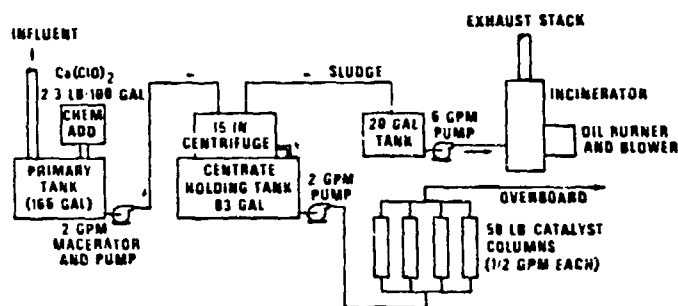 INFLUENT
Ca(ClO)2
2 3 LB-100 GAL
CHEM
ADD
PRIMARY
TANK
(165 GAL)
2 GPM
MACERATOR
AND PUMP
15 IN
CENTRIFUGE
CENTRATE
HOLDING TANK
83 GAL
2 GPM
PUMP
SLUDGE
20 GAL
TANK
6 GPM
PUMP
EXHAUST STACK
INCINERATOR
OIL BURNER
AND BLOWER
OVERBOARD
50 LB CATALYST
COLUMNS
(1/2 GPM EACH)